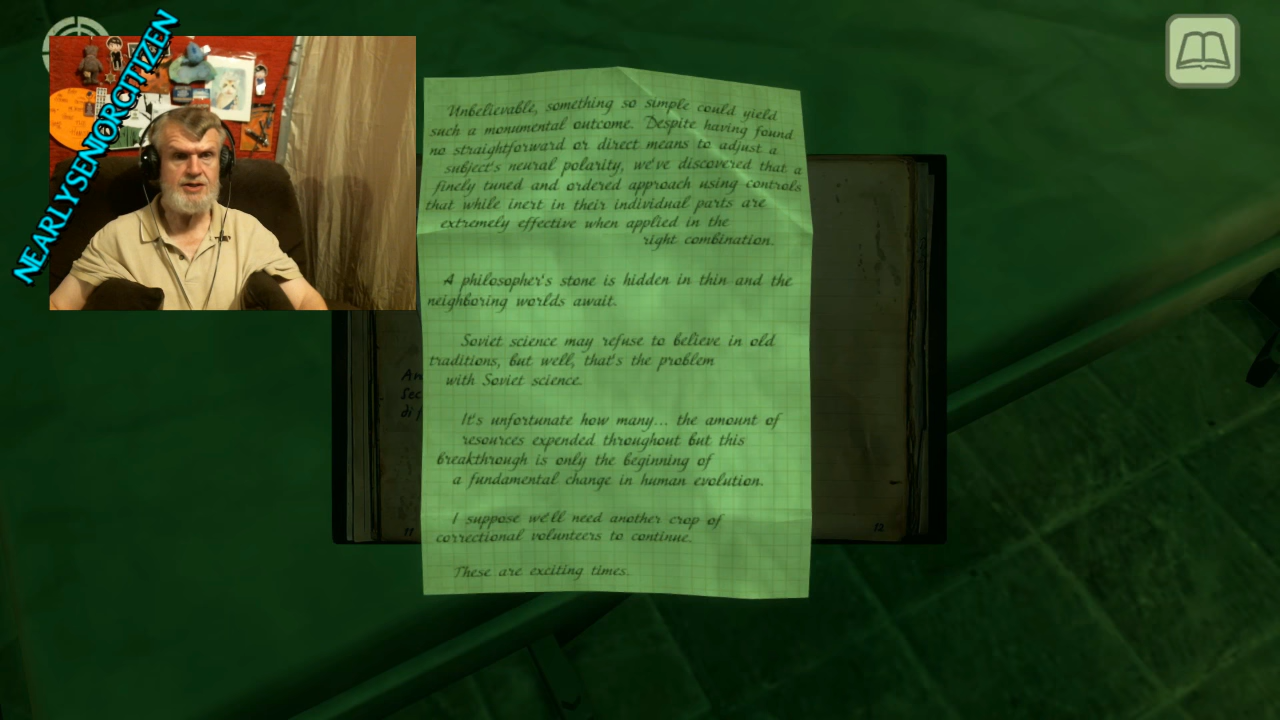 NEARLYSENIORCITIZEN
Unbelievable, something so simple could yield
such a monumental outcome. Despite having found
no straightforward or direct means to adjust a
subject's neural polarity, we've discovered that a
finely tuned and ordered approach using controls
that while inert in their individual parts are
extremely effective when applied in the
right combination.
A philosopher's stone is hidden in thin and the
neighboring worlds await.
Soviet science may refuse to believe in old
traditions, but well, that's the problem
with Soviet science.
It's unfortunate how many... the amount of
resources expended throughout but this
breakthrough is only the beginning of
a fundamental change in human evolution.
I suppose we'll need another crop of
correctional volunteers to continue.
These are exciting times.
11
12